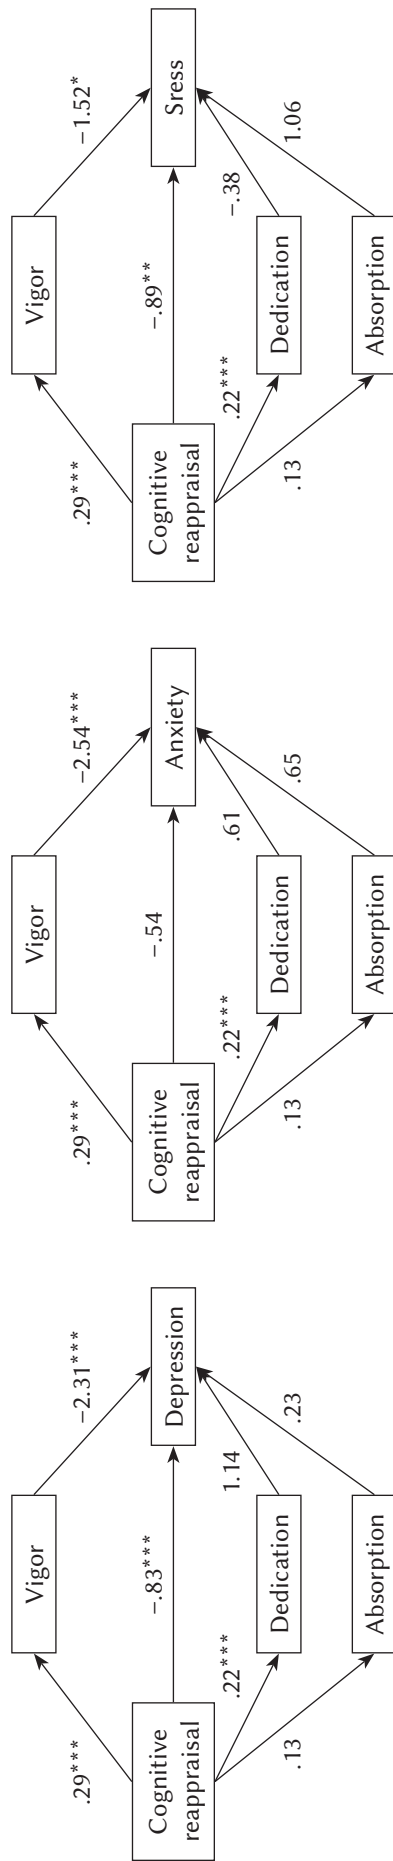 Vigor
.29***
−2.31***
Cognitive
reappraisal
−.83***
Depression
.22***
1.14
Dedication
.13
.23
Absorption
Vigor
.29***
−2.54***
Cognitive
reappraisal
−.54
Anxiety
.22***
.61
Dedication
.13
.65
Absorption
Vigor
.29***
−1.52*
Cognitive
reappraisal
−.89**
Sress
.22***
−.38
Dedication
.13
1.06
Absorption